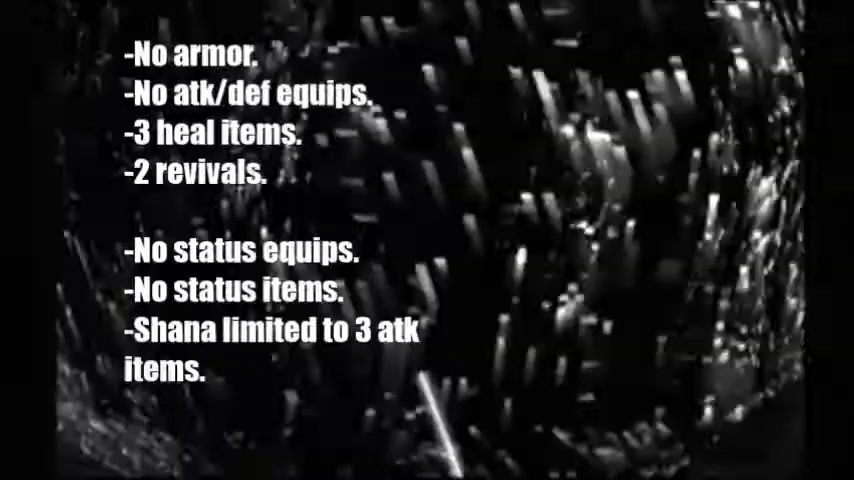 -No armor.
-No atk/def equips.
-3 heal items.
-2 revivals.
-No status equips.
-No status items.
-Shana limited to 3 atk
items.